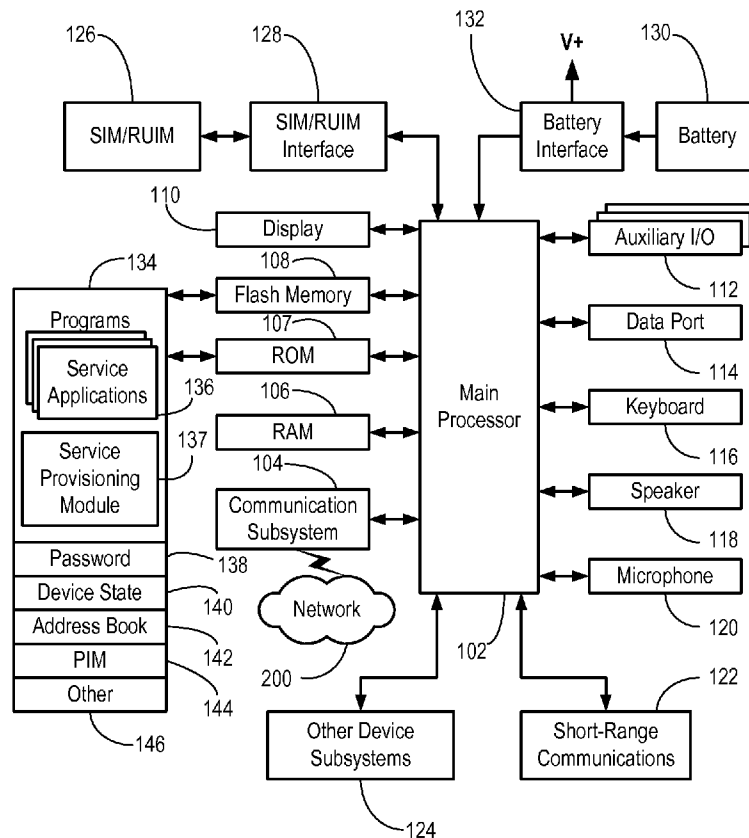 126
128
132
V+
130
SIM/RUIM
SIM/RUIM
Interface
Battery
Interface
Battery
110
Display
Auxiliary I/O
112
134
108
Flash Memory
Programs
Service
Applications
136
107
ROM
Data Port
114
Main
Processor
106
RAM
Keyboard
116
137
Service
Provisioning
Module
104
Communication
Subsystem
Speaker
118
Password
138
Device State
140
Address Book
142
PIM
144
Other
146
Network
200
Microphone
120
102
122
Other Device
Subsystems
124
Short-Range
Communications